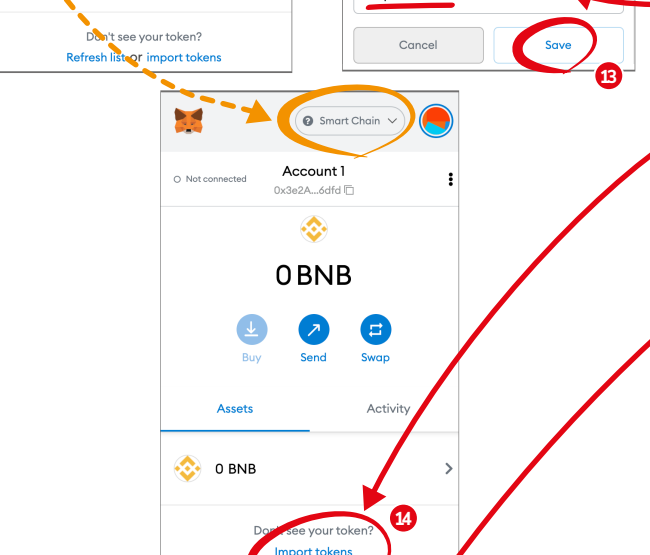 Don't see your token?
Refresh list or import tokens
Cancel
Save
13
? Smart Chain
Not connected
Account 1
0x3e2A...6dfd
0 BNB
Buy
Send
Swap
Assets
Activity
0 BNB
14
Don't see your token?
Import tokens